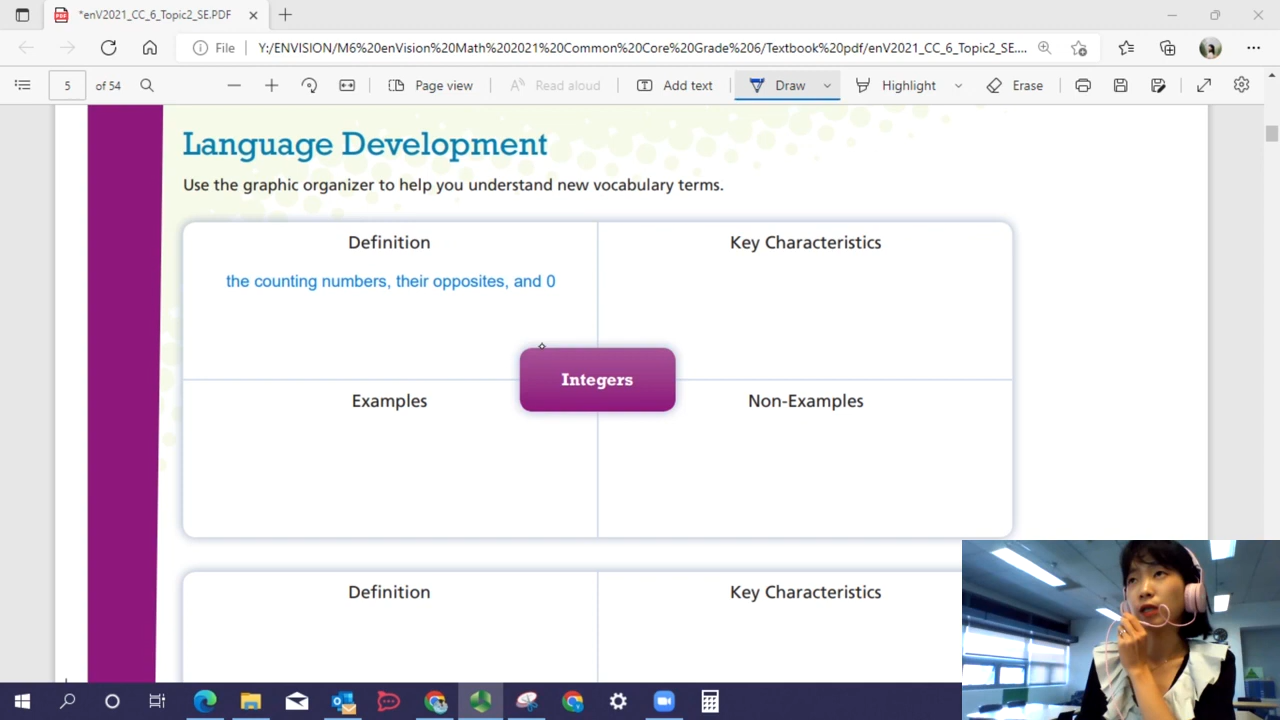 *enV2021_CC_6_Topic2_SE.PDF
File
Y:/ENVISION/M6%20enVision%20Math%202021%20Common%20Core%20Grade%206/Textbook%20pdf/enV2021_CC_6_Topic2_SE....
5 of 54 Page view Read aloud Add text Draw Highlight Erase
Language Development
Use the graphic organizer to help you understand new vocabulary terms.
Definition Key Characteristics
the counting numbers, their opposites, and 0
Integers
Examples Non-Examples
Definition Key Characteristics